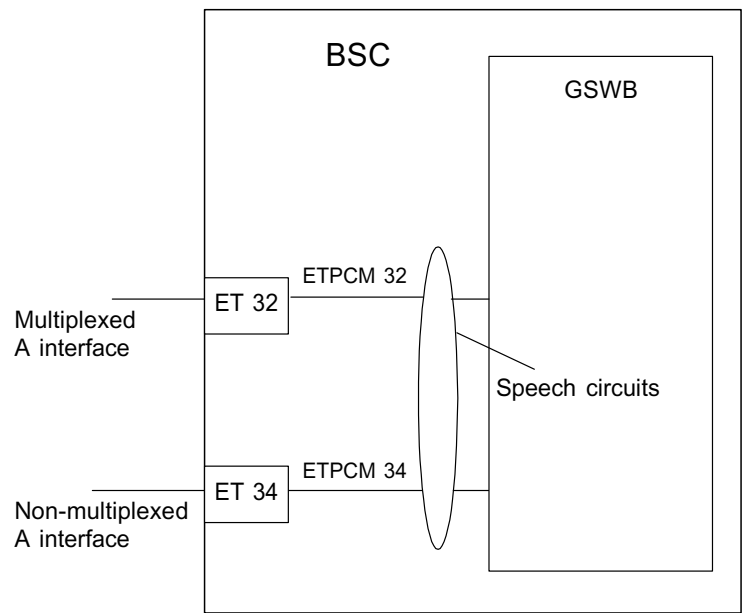 BSC
GSWB
ETPCM 32
ET 32
Multiplexed
A interface
Speech circuits
ETPCM 34
ET 34
Non-multiplexed
A interface